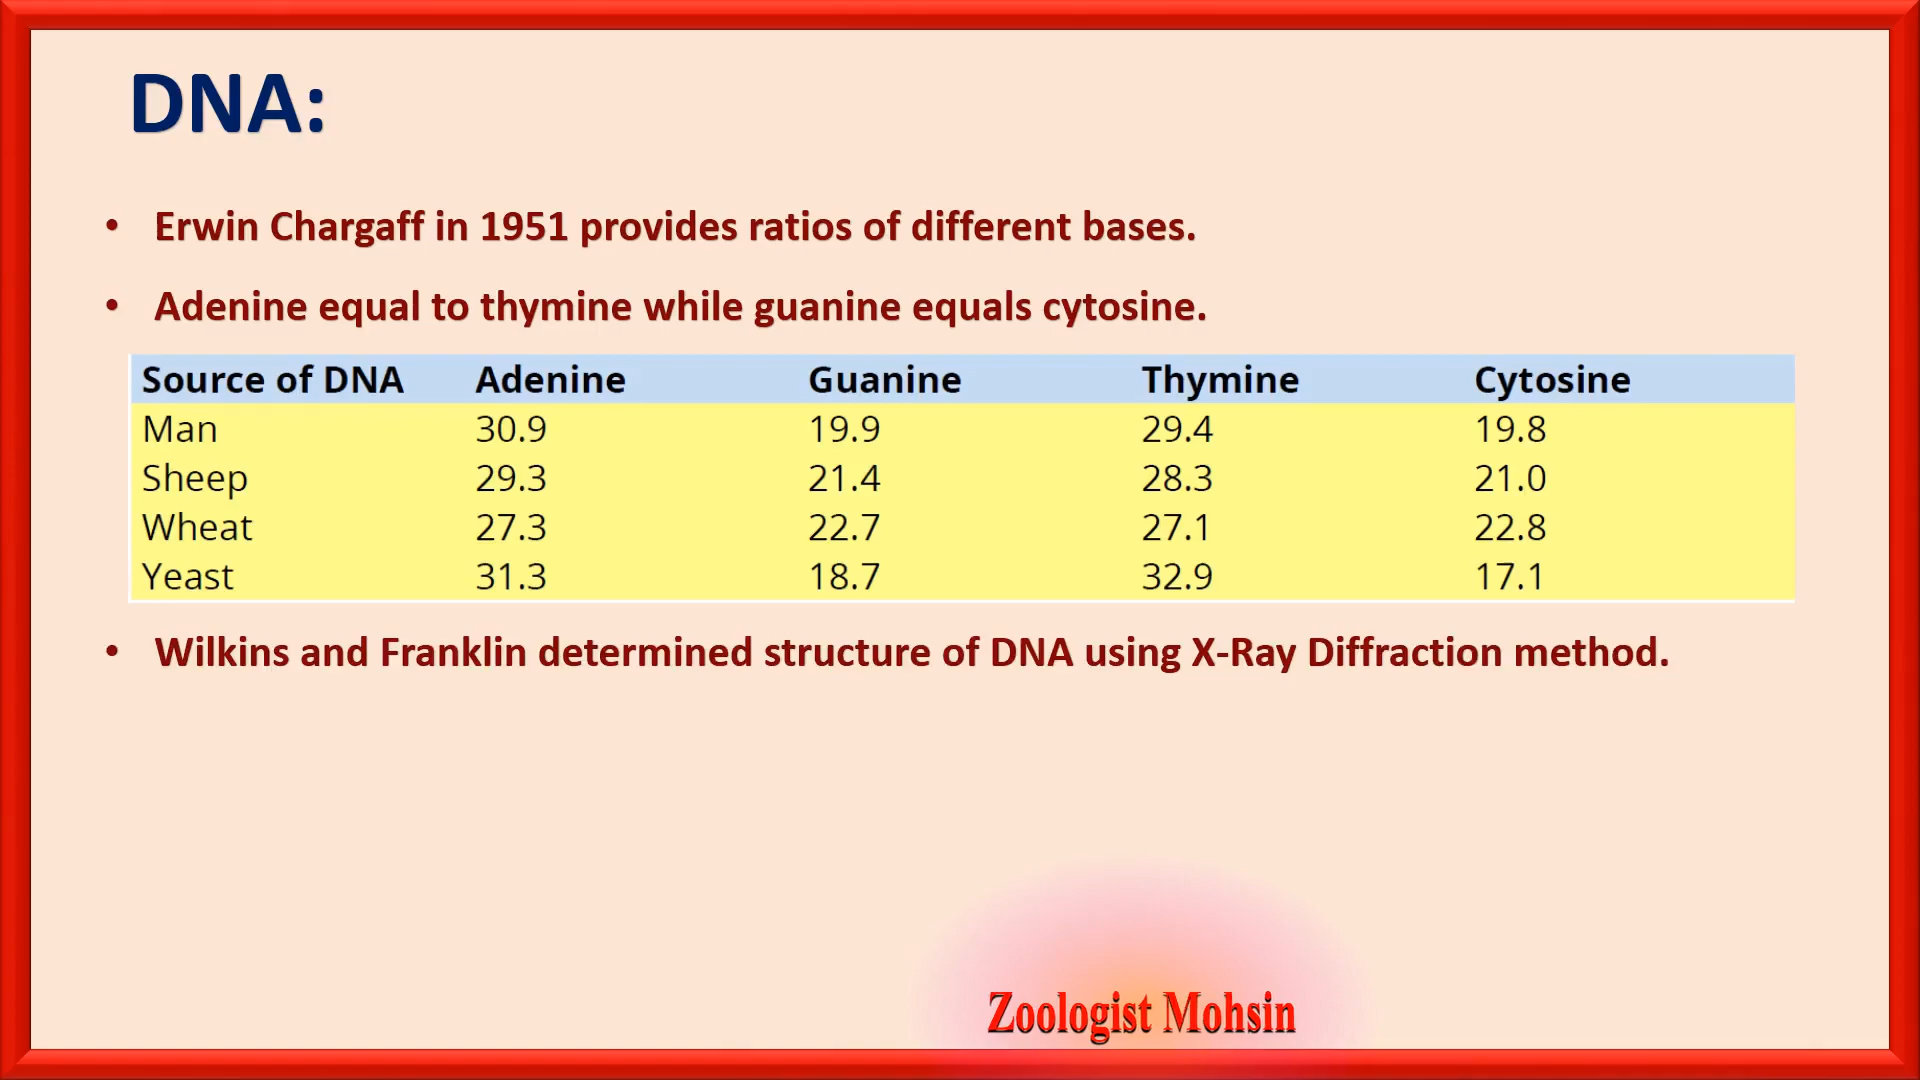 DNA:
• Erwin Chargaff in 1951 provides ratios of different bases.
• Adenine equal to thymine while guanine equals cytosine.
Source of DNA Adenine Guanine Thymine Cytosine
Man 30.9 19.9 29.4 19.8
Sheep 29.3 21.4 28.3 21.0
Wheat 27.3 22.7 27.1 22.8
Yeast 31.3 18.7 32.9 17.1
• Wilkins and Franklin determined structure of DNA using X-Ray Diffraction method.
Zoologist Mohsin